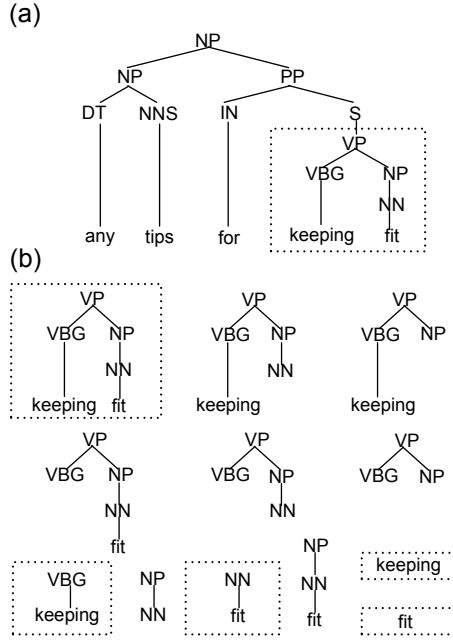 (a)
NP
NP PP
DT NNS IN S
VP
VBG NP
NN
any tips for keeping fit
(b)
VP VP VP
VBG NP VBG NP VBG NP
NN NN
keeping fit keeping keeping
VP VP VP
VBG NP VBG NP VBG NP
NN NN
fit
NP
keeping
VBG NP NN NN
keeping NN fit fit fit